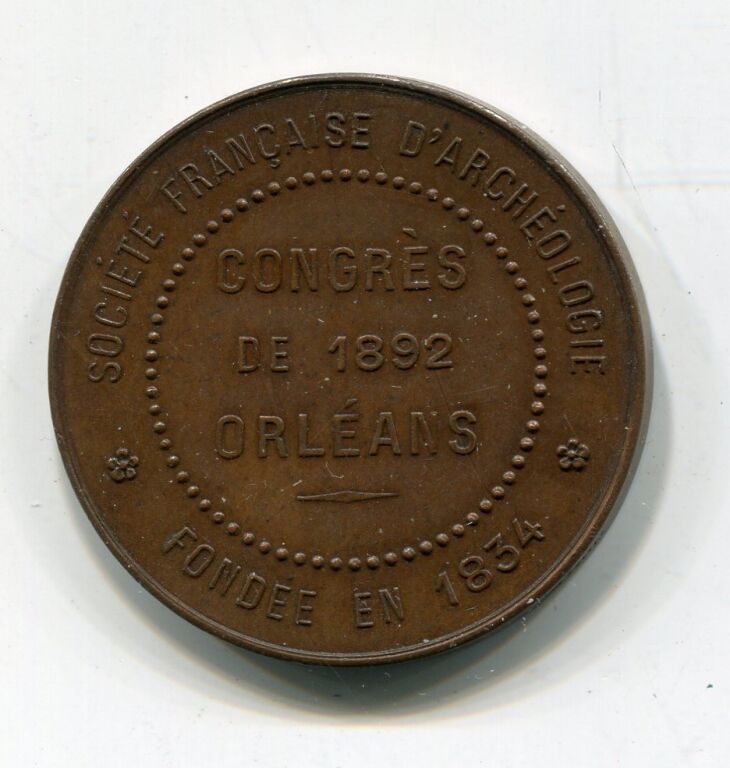 SOCIÉTÉ FRANÇAISE D'ARCHÉOLOGIE
CONGRÈS
DE 1892
ORLÉANS
FONDÉE EN 1834